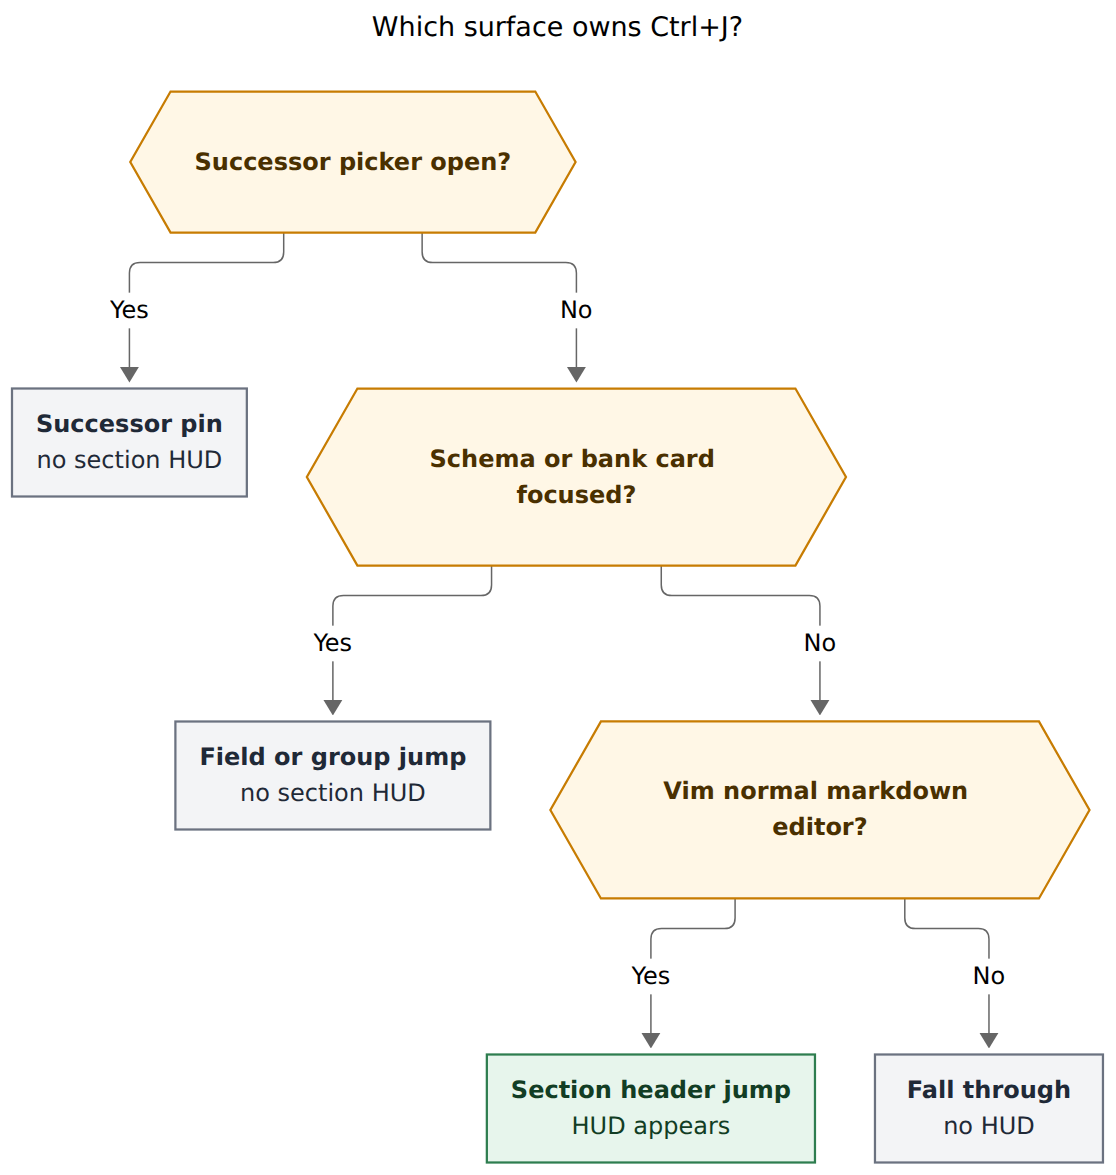 Which surface owns Ctrl+J?
Successor picker open?
Yes
No
Successor pin
no section HUD
Schema or bank card
focused?
Yes
No
Field or group jump
no section HUD
Vim normal markdown
editor?
Yes
No
Section header jump
HUD appears
Fall through
no HUD